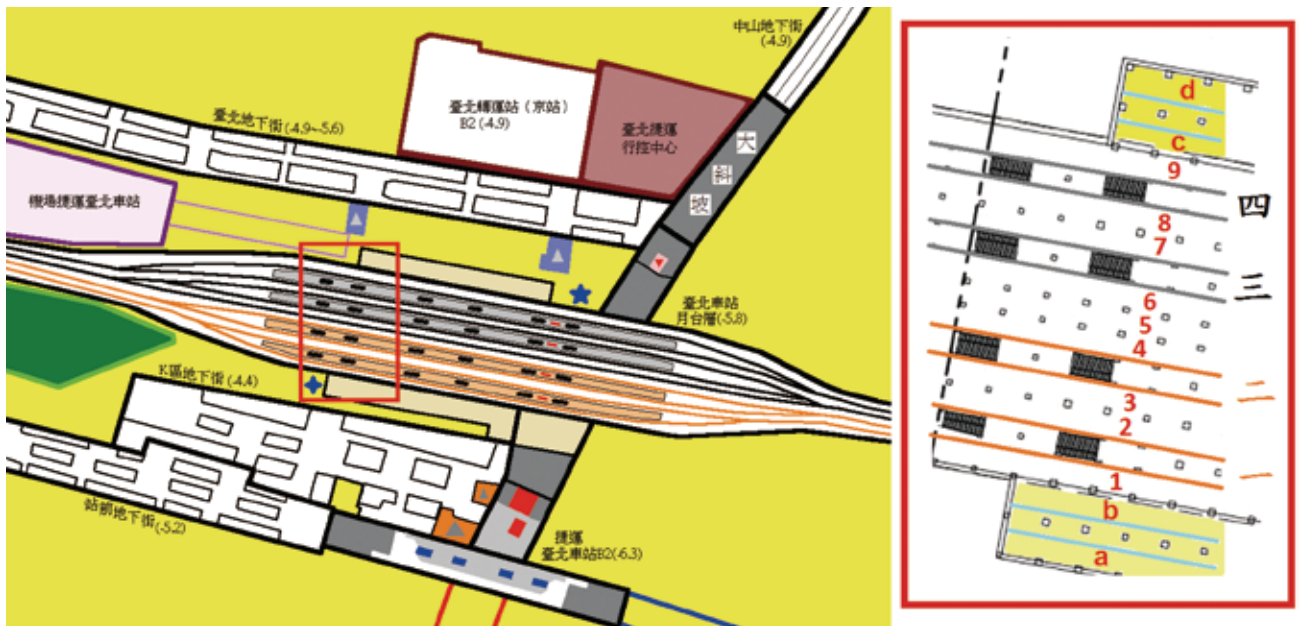 中山地下街
(-4.9)
臺北轉運站（京站）
B2 (-4.9)
臺北捷運
行控中心
臺北地下街(-4.9~-5.6)
大
斜
坡
機場捷運臺北車站
臺北車站
月台層(-5.8)
K區地下街(-4.4)
站前地下街(-5.2)
捷運
臺北車站B2(-6.3)
d
c
9
四
8
7
三
6
5
4
二
3
2
一
1
b
a